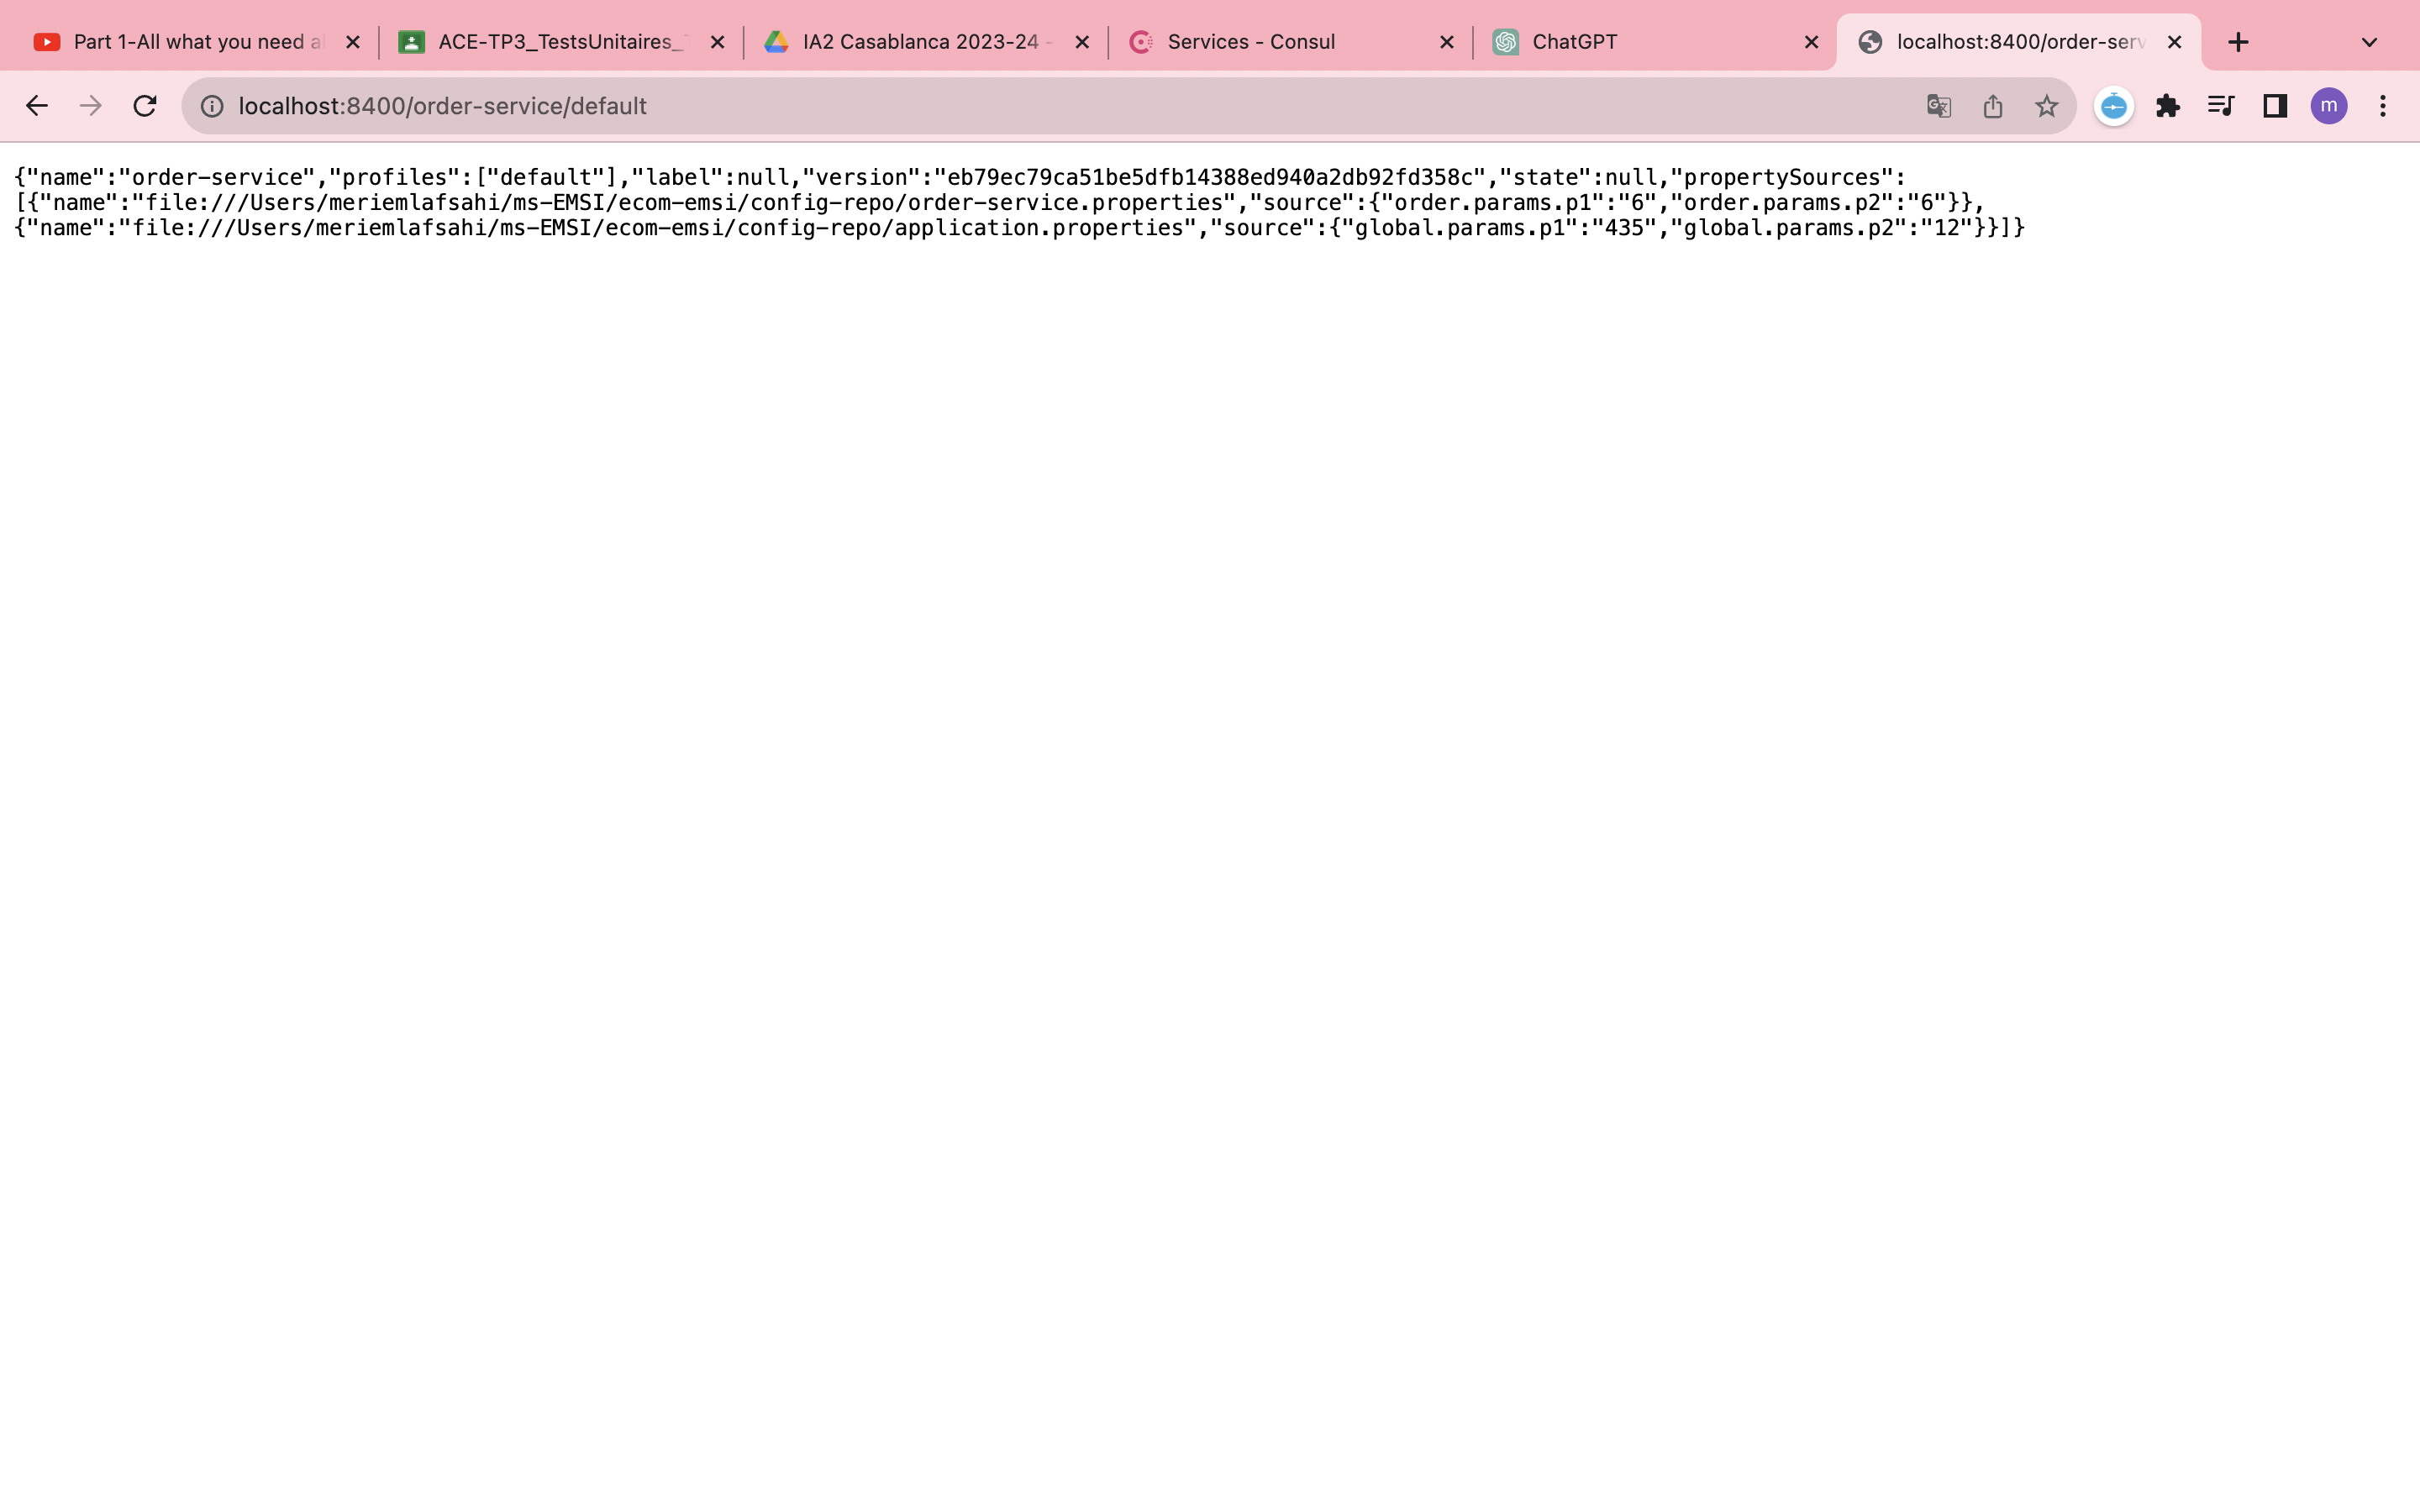 Part 1-All what you need a
ACE-TP3_TestsUnitaires_
IA2 Casablanca 2023-24 -
Services - Consul
ChatGPT
localhost:8400/order-serv
localhost:8400/order-service/default
m
{"name":"order-service","profiles":["default"],"label":null,"version":"eb79ec79ca51be5dfb14388ed940a2db92fd358c","state":null,"propertySources":
[{"name":"file:///Users/meriemlafsahi/ms-EMSI/ecom-emsi/config-repo/order-service.properties","source":{"order.params.p1":"6","order.params.p2":"6"}},
{"name":"file:///Users/meriemlafsahi/ms-EMSI/ecom-emsi/config-repo/application.properties","source":{"global.params.p1":"435","global.params.p2":"12"}}]}